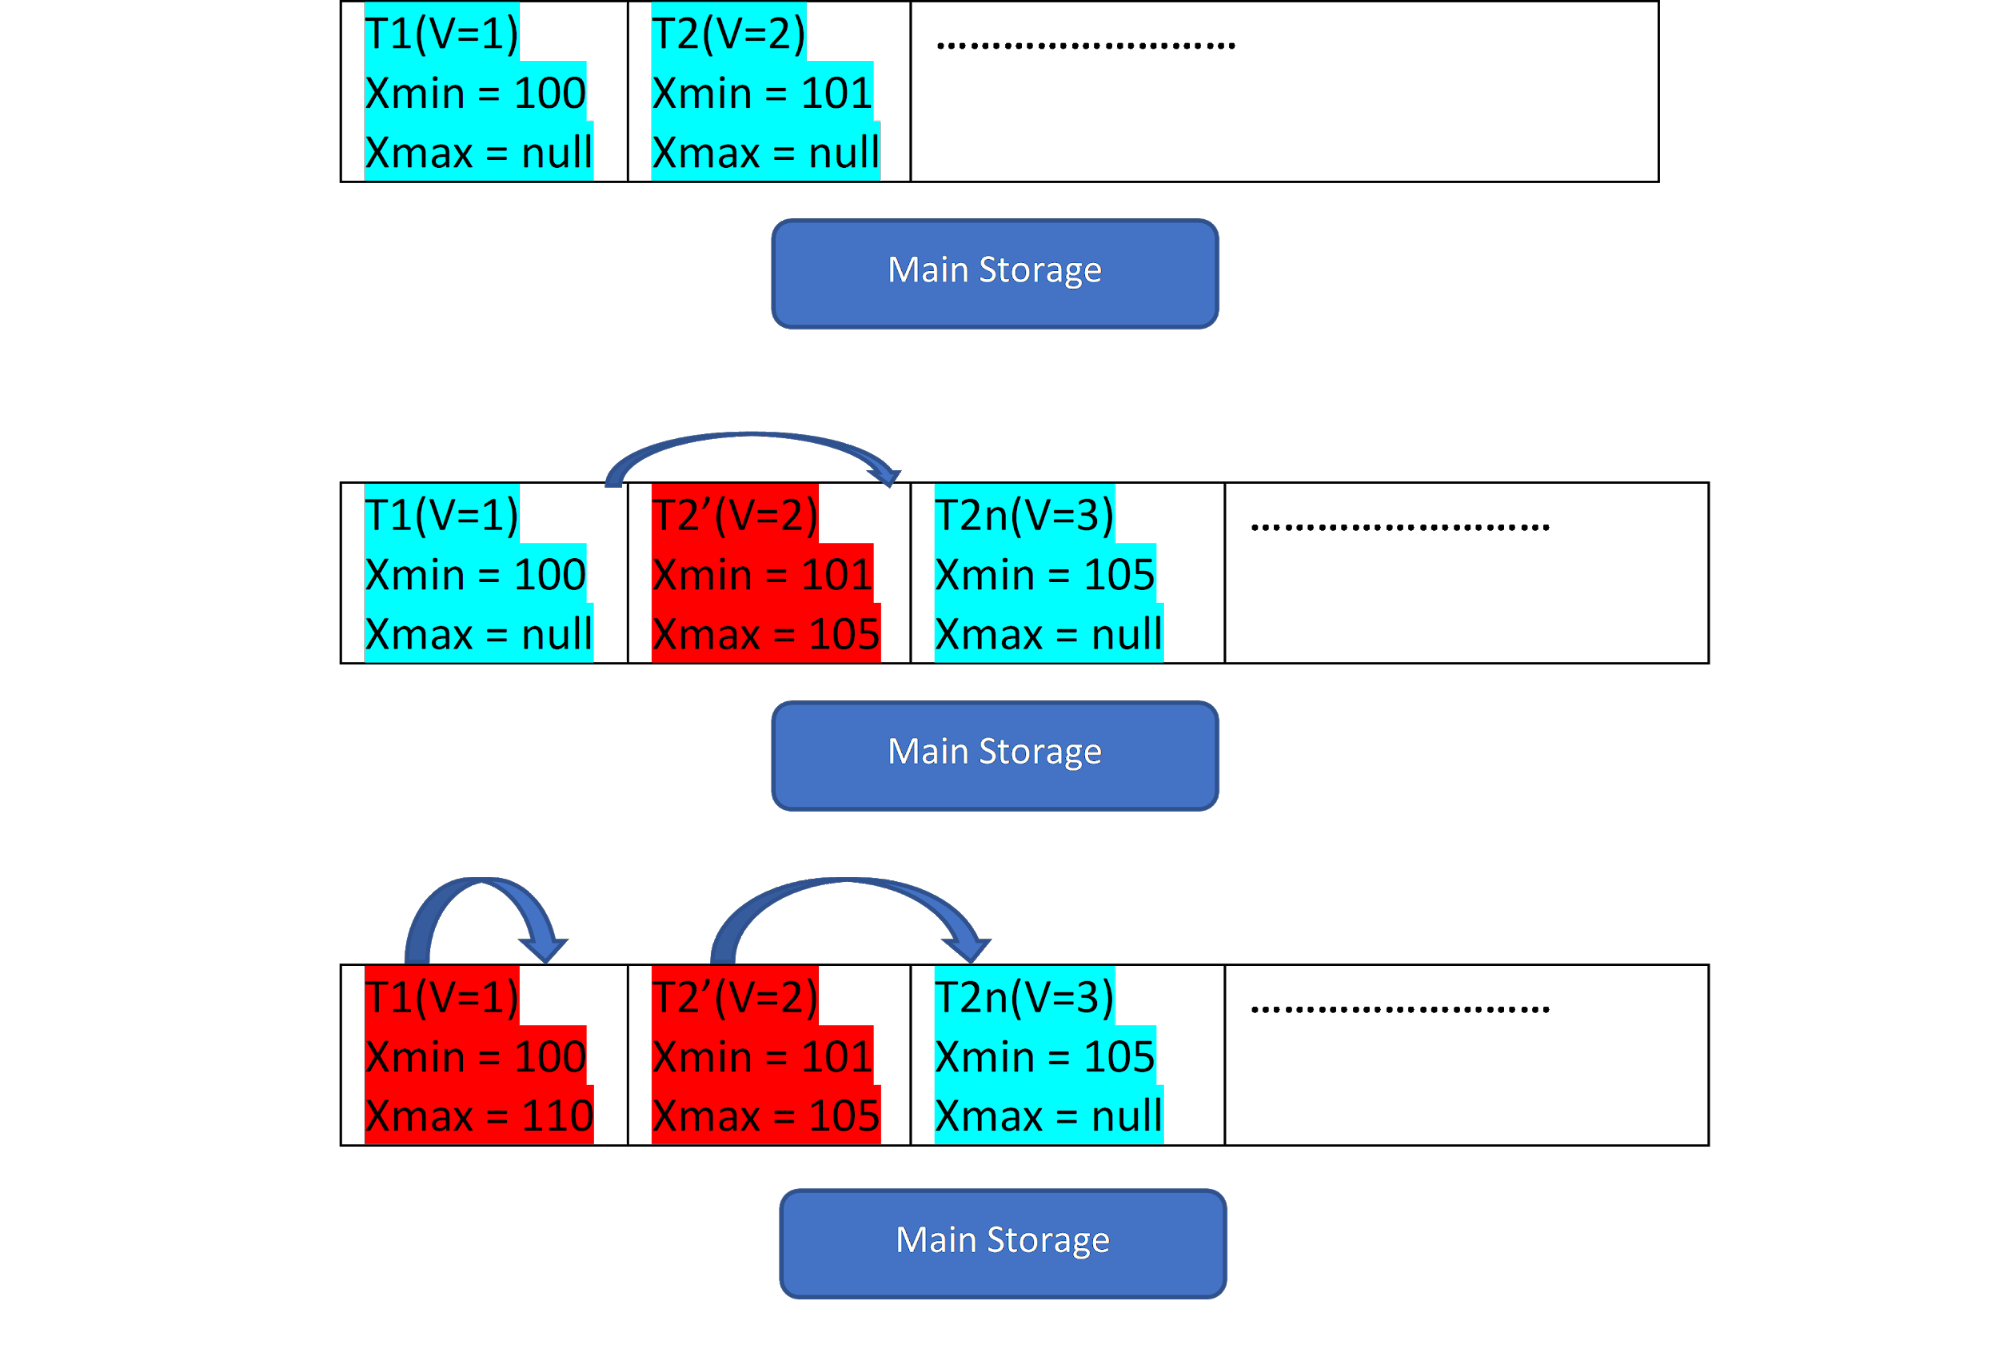 T1(V=1)
Xmin = 100
Xmax = null
T2(V=2)
Xmin = 101
Xmax = null
...........................
Main Storage
T1(V=1)
Xmin = 100
Xmax = null
T2’(V=2)
Xmin = 101
Xmax = 105
T2n(V=3)
Xmin = 105
Xmax = null
...........................
Main Storage
T1(V=1)
Xmin = 100
Xmax = 110
T2’(V=2)
Xmin = 101
Xmax = 105
T2n(V=3)
Xmin = 105
Xmax = null
...........................
Main Storage